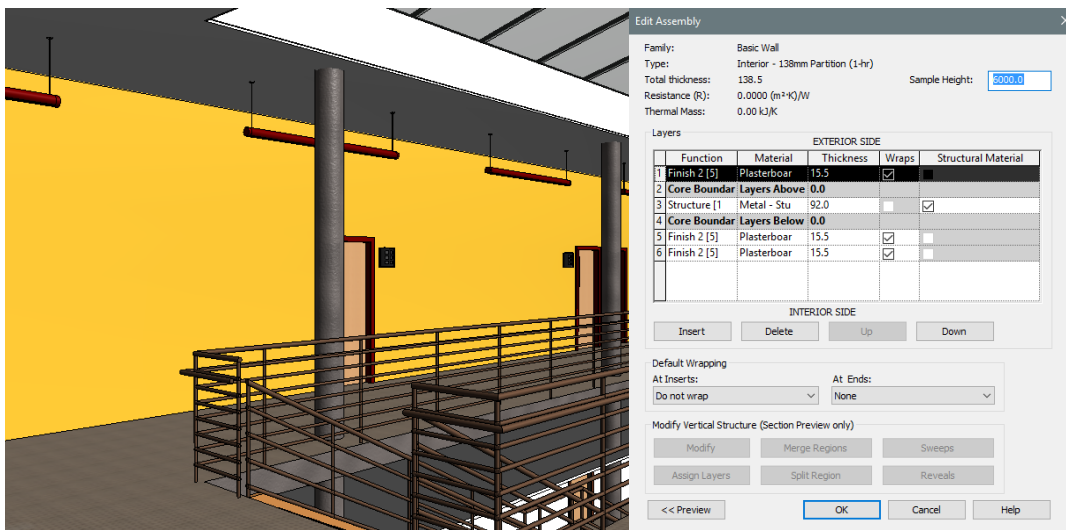 Edit Assembly
Family: Basic Wall
Type: Interior - 138mm Partition (1-hr)
Total thickness: 138.5 Sample Height: 6000.0
Resistance (R): 0.0000 (m²·K)/W
Thermal Mass: 0.00 kJ/K
Layers
EXTERIOR SIDE
Function Material Thickness Wraps Structural Material
1 Finish 2 [5] Plasterboar 15.5
2 Core Boundar Layers Above 0.0
3 Structure [1 Metal - Stu 92.0
4 Core Boundar Layers Below 0.0
5 Finish 2 [5] Plasterboar 15.5
6 Finish 2 [5] Plasterboar 15.5
INTERIOR SIDE
Insert Delete Up Down
Default Wrapping
At Inserts: At Ends:
Do not wrap None
Modify Vertical Structure (Section Preview only)
Modify Merge Regions Sweeps
Assign Layers Split Region Reveals
<< Preview OK Cancel Help